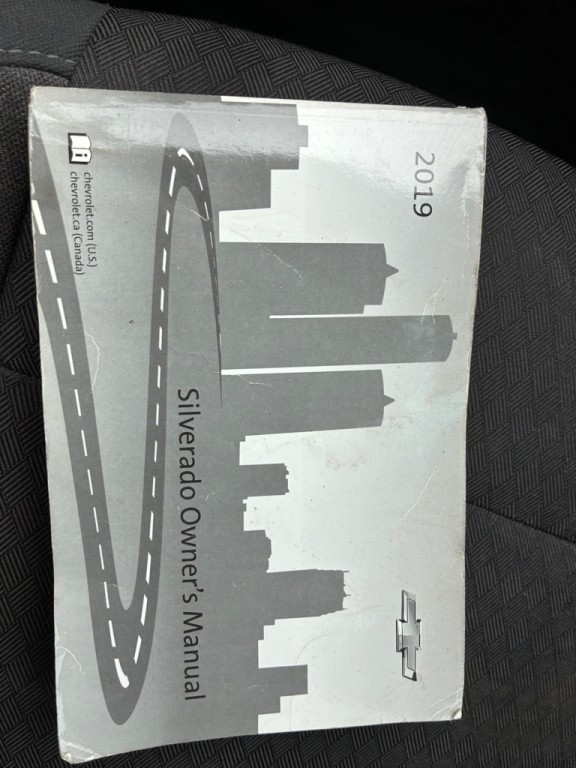 2019
Silverado Owner's Manual
chevrolet.com (U.S.)
chevrolet.ca (Canada)